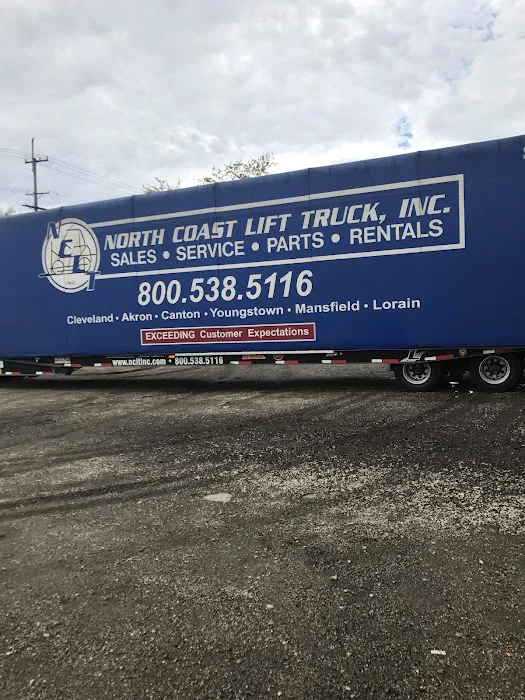 NCLT
NORTH COAST LIFT TRUCK, INC.
SALES • SERVICE • PARTS • RENTALS
800.538.5116
Cleveland • Akron • Canton • Youngstown • Mansfield • Lorain
EXCEEDING Customer Expectations
www.ncltinc.com • 800.538.5116